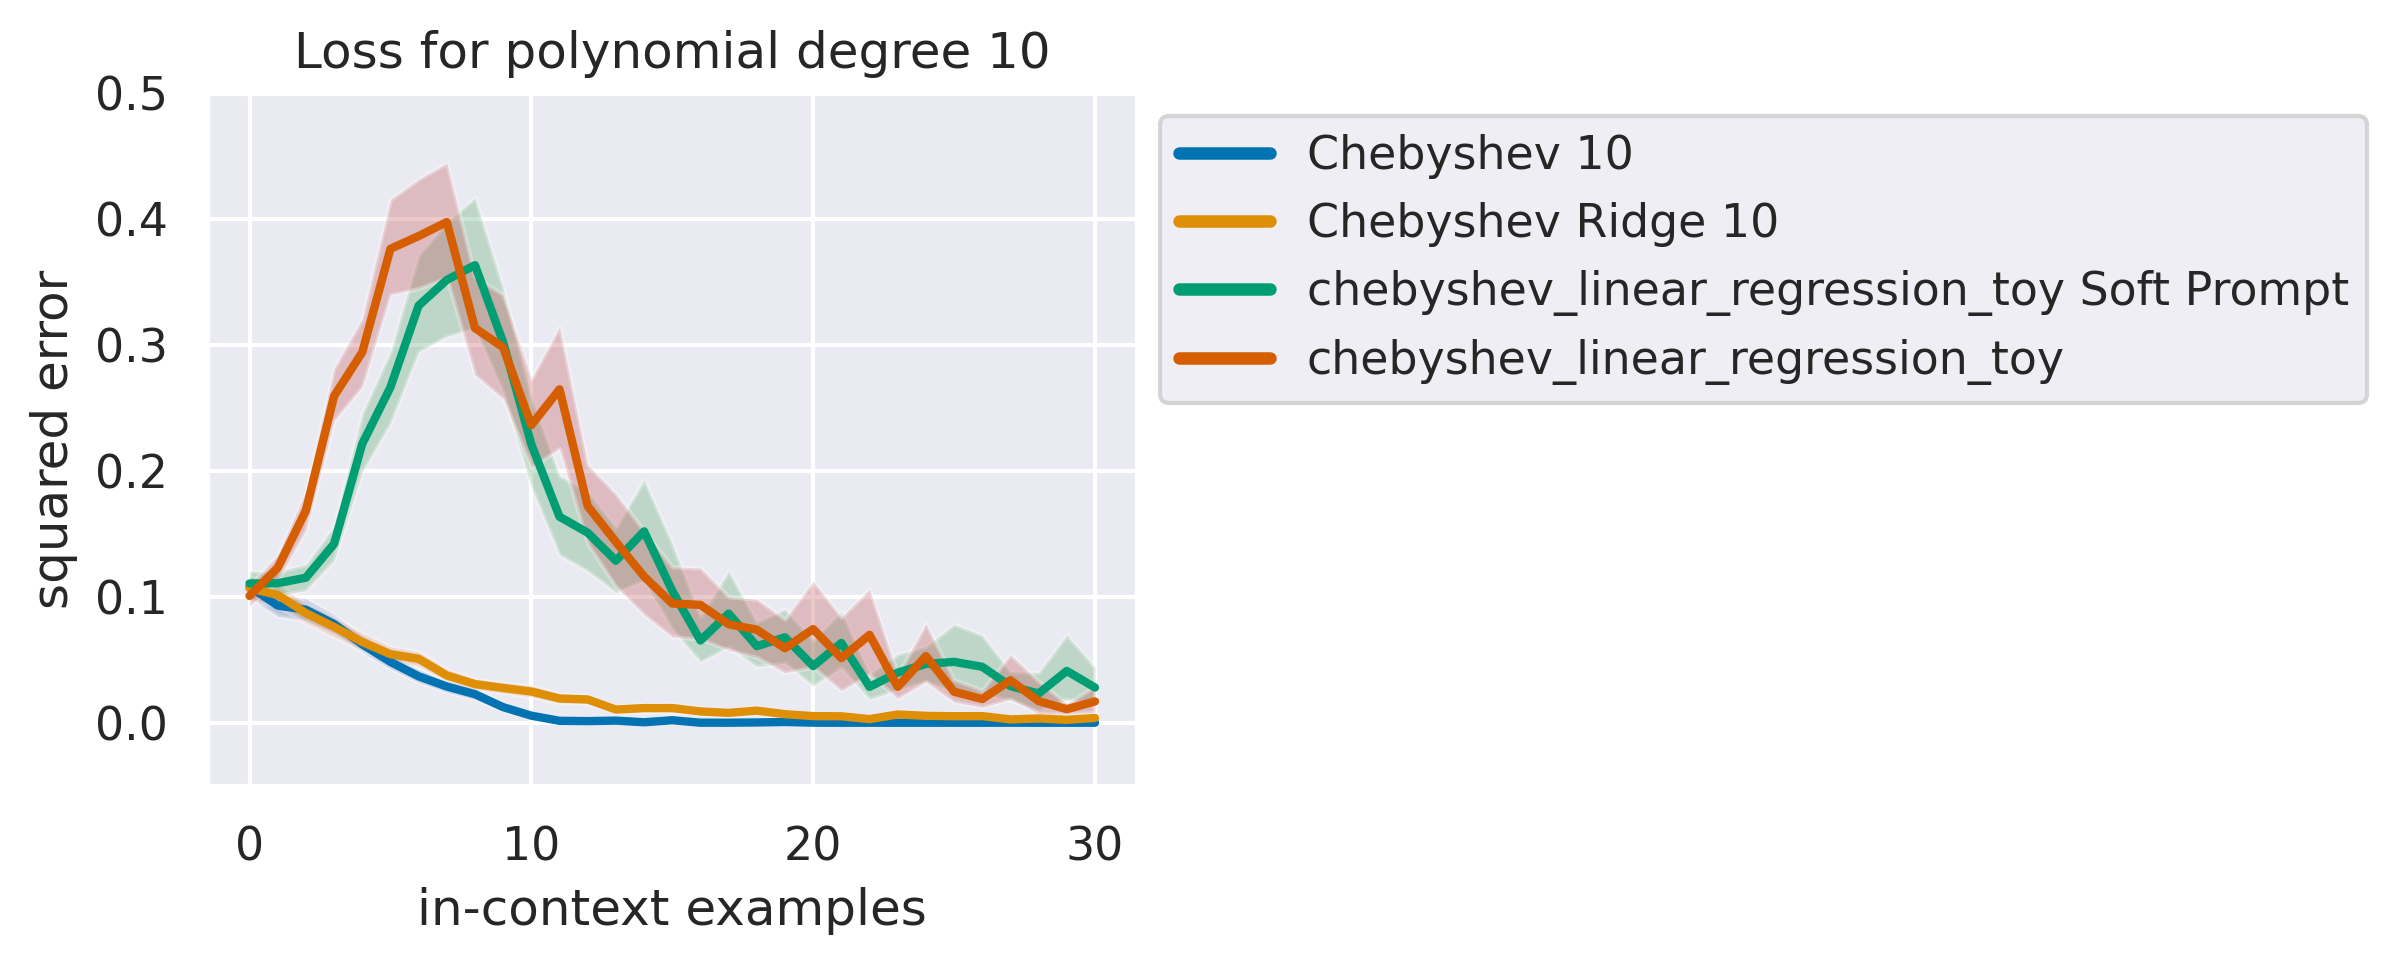 Loss for polynomial degree 10
0.5
0.4
0.3
0.2
0.1
0.0
squared error
0 10 20 30
in-context examples
Chebyshev 10
Chebyshev Ridge 10
chebyshev_linear_regression_toy Soft Prompt
chebyshev_linear_regression_toy